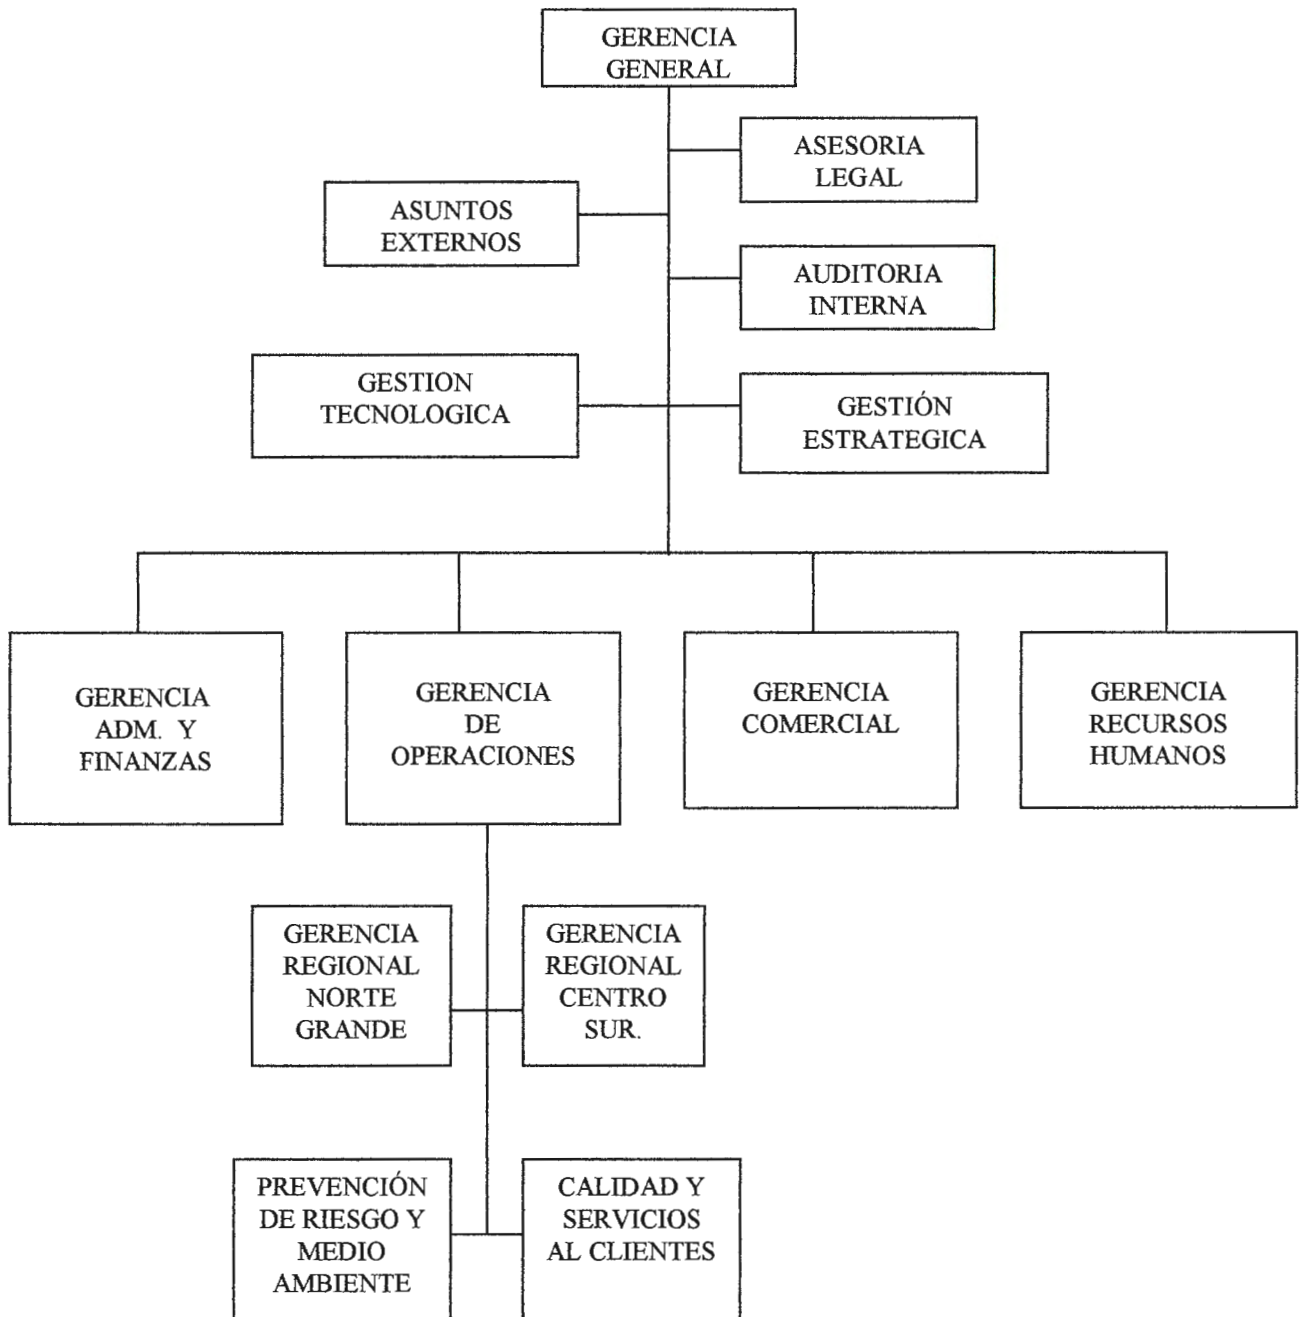 GERENCIA
GENERAL
ASESORIA
LEGAL
ASUNTOS
EXTERNOS
AUDITORIA
INTERNA
GESTION
TECNOLOGICA
GESTIÓN
ESTRATEGICA
GERENCIA
ADM. Y
FINANZAS
GERENCIA
DE
OPERACIONES
GERENCIA
COMERCIAL
GERENCIA
RECURSOS
HUMANOS
GERENCIA
REGIONAL
NORTE
GRANDE
GERENCIA
REGIONAL
CENTRO
SUR.
PREVENCIÓN
DE RIESGO Y
MEDIO
AMBIENTE
CALIDAD Y
SERVICIOS
AL CLIENTES